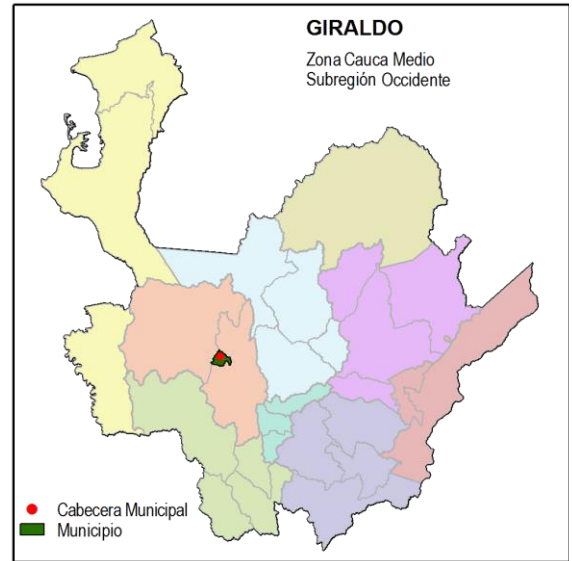 GIRALDO
Zona Cauca Medio
Subregión Occidente
Cabecera Municipal
Municipio